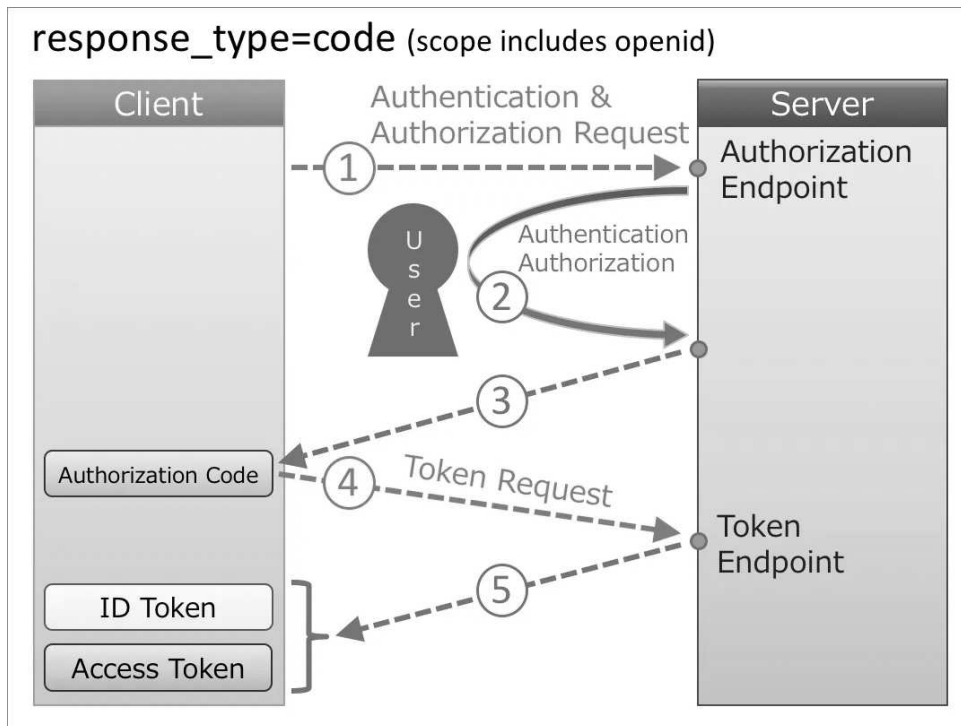 response_type=code (scope includes openid)
Client
Authentication &
Authorization Request
Server
1
Authorization
Endpoint
User
Authentication
Authorization
2
3
Authorization Code
4
Token Request
Token
Endpoint
5
ID Token
Access Token